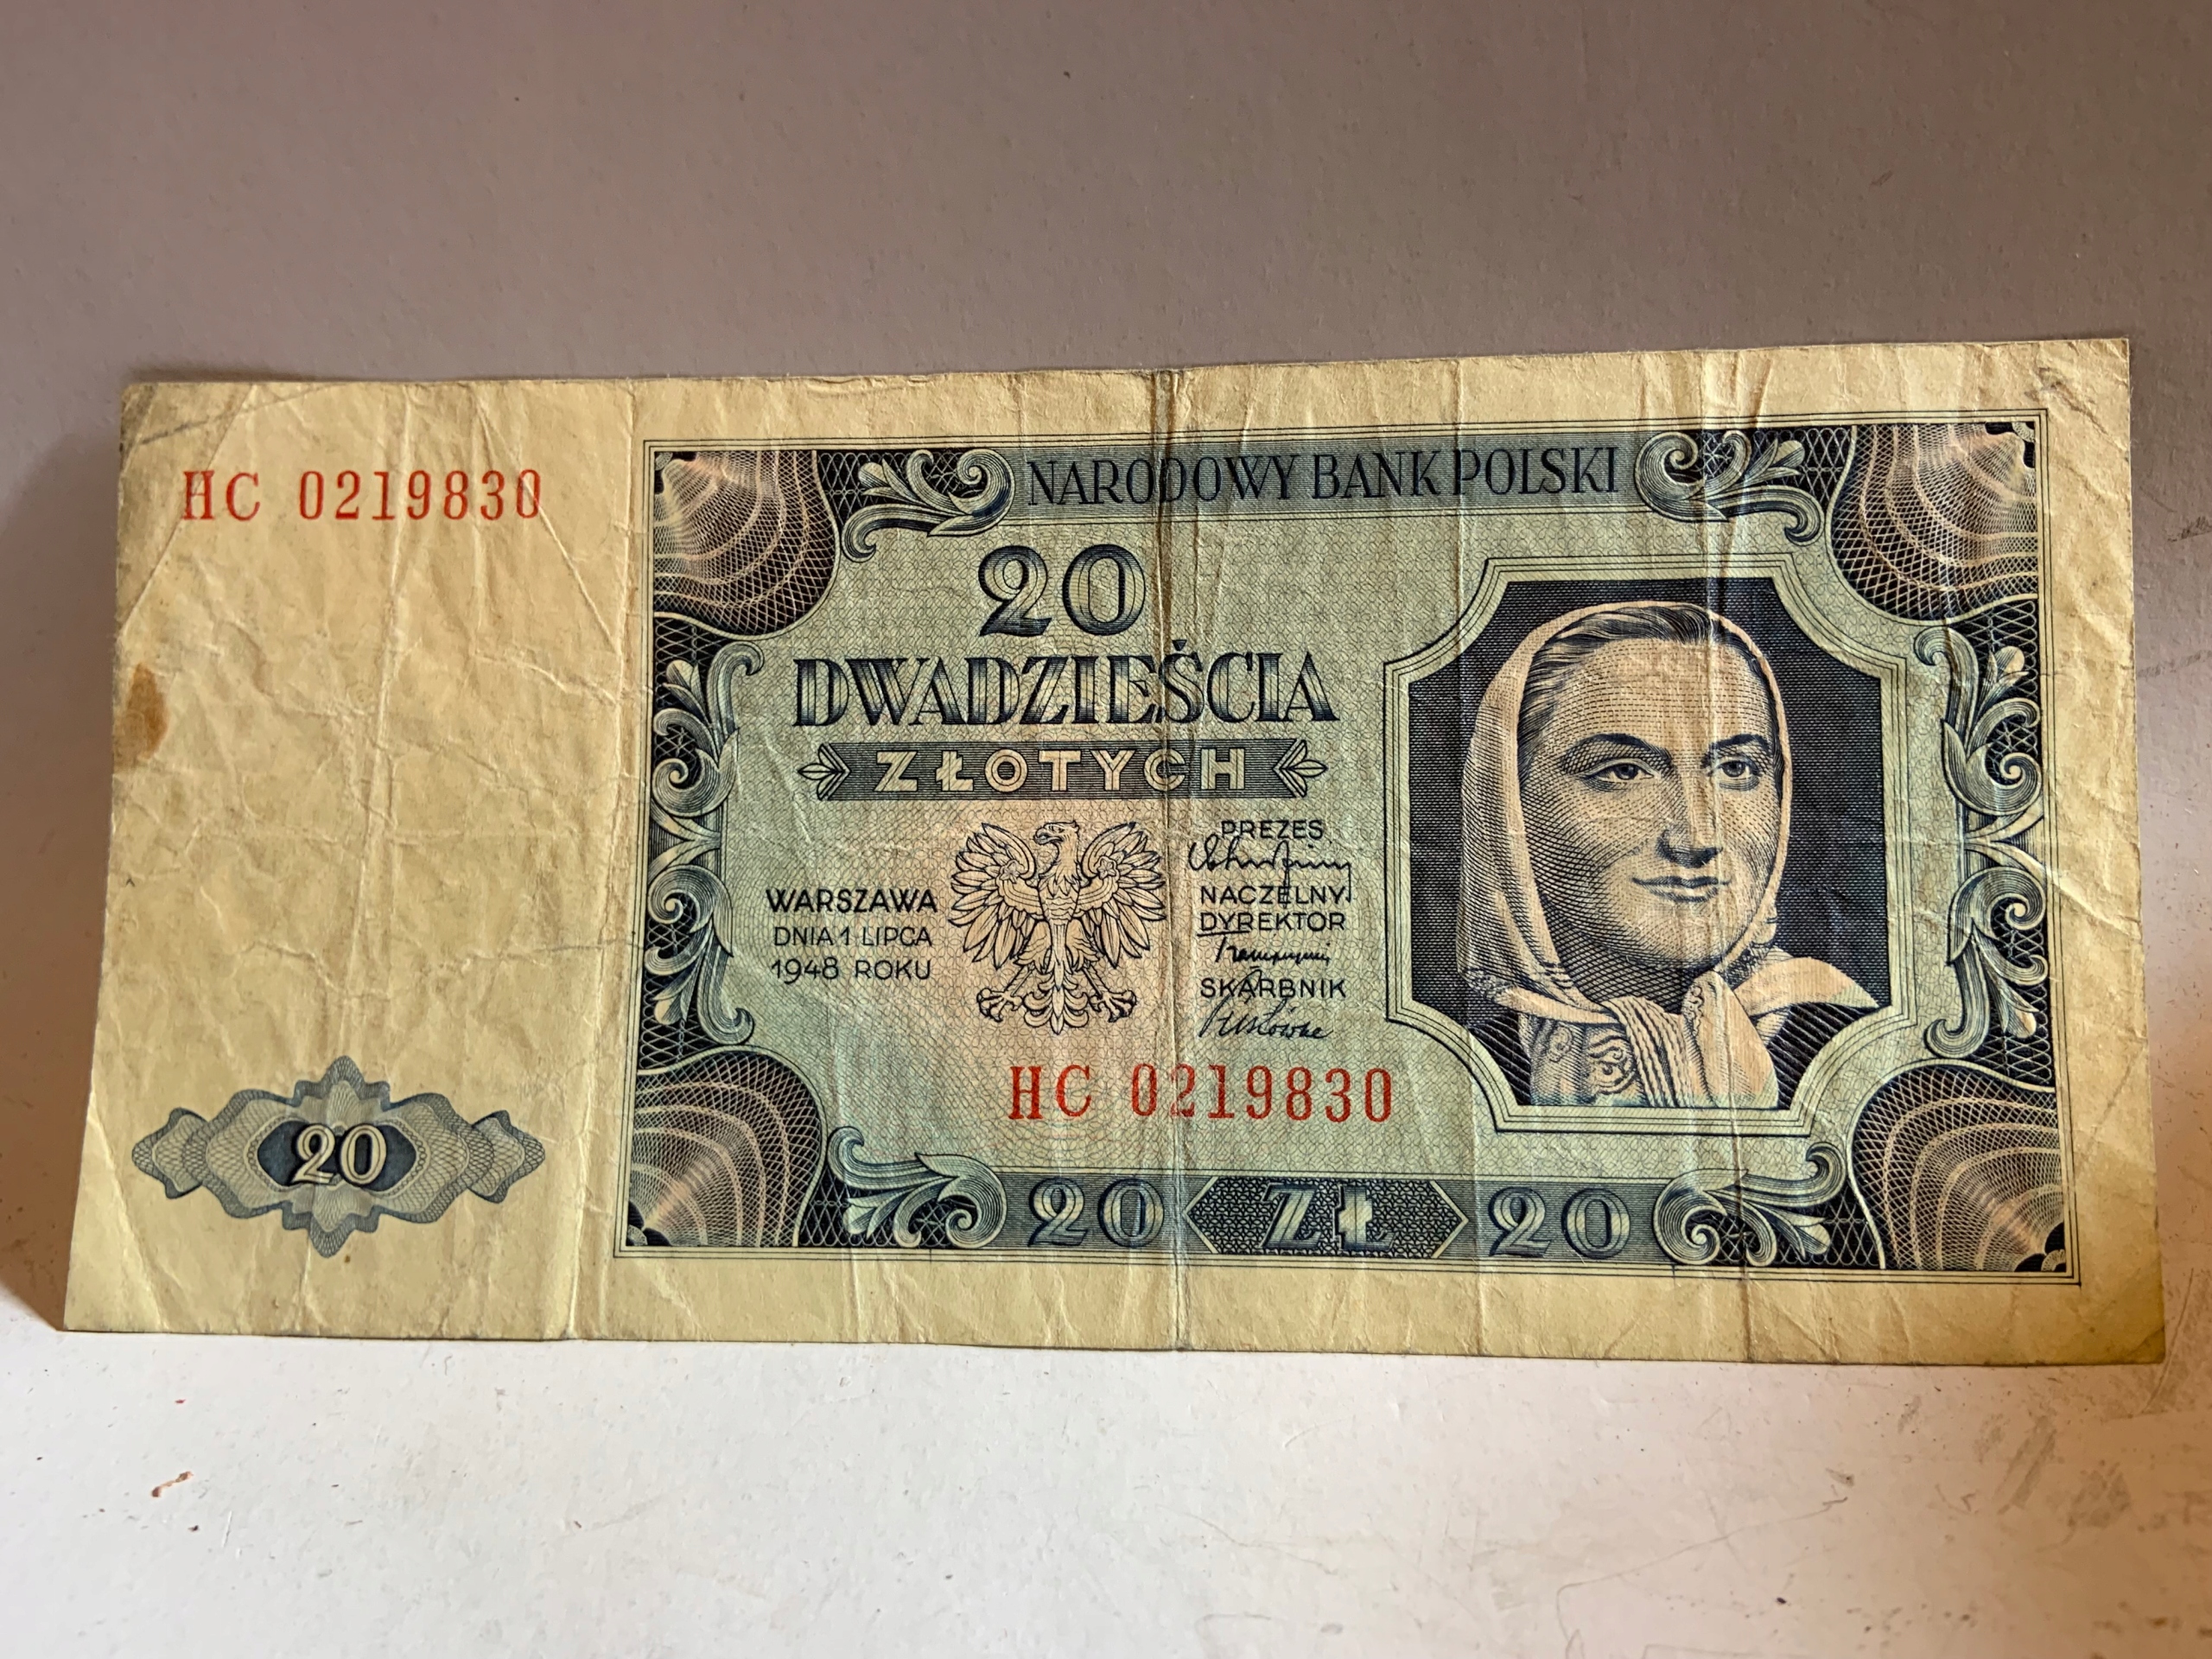 HC 0219830
NARODOWY BANK POLSKI
20
DWADZIEŚCIA
ZŁOTYCH
WARSZAWA
DNIA 1 LIPCA
1948 ROKU
PREZES
NACZELNY
DYREKTOR
SKARBNIK
HC 0219830
20
20 ZŁ 20